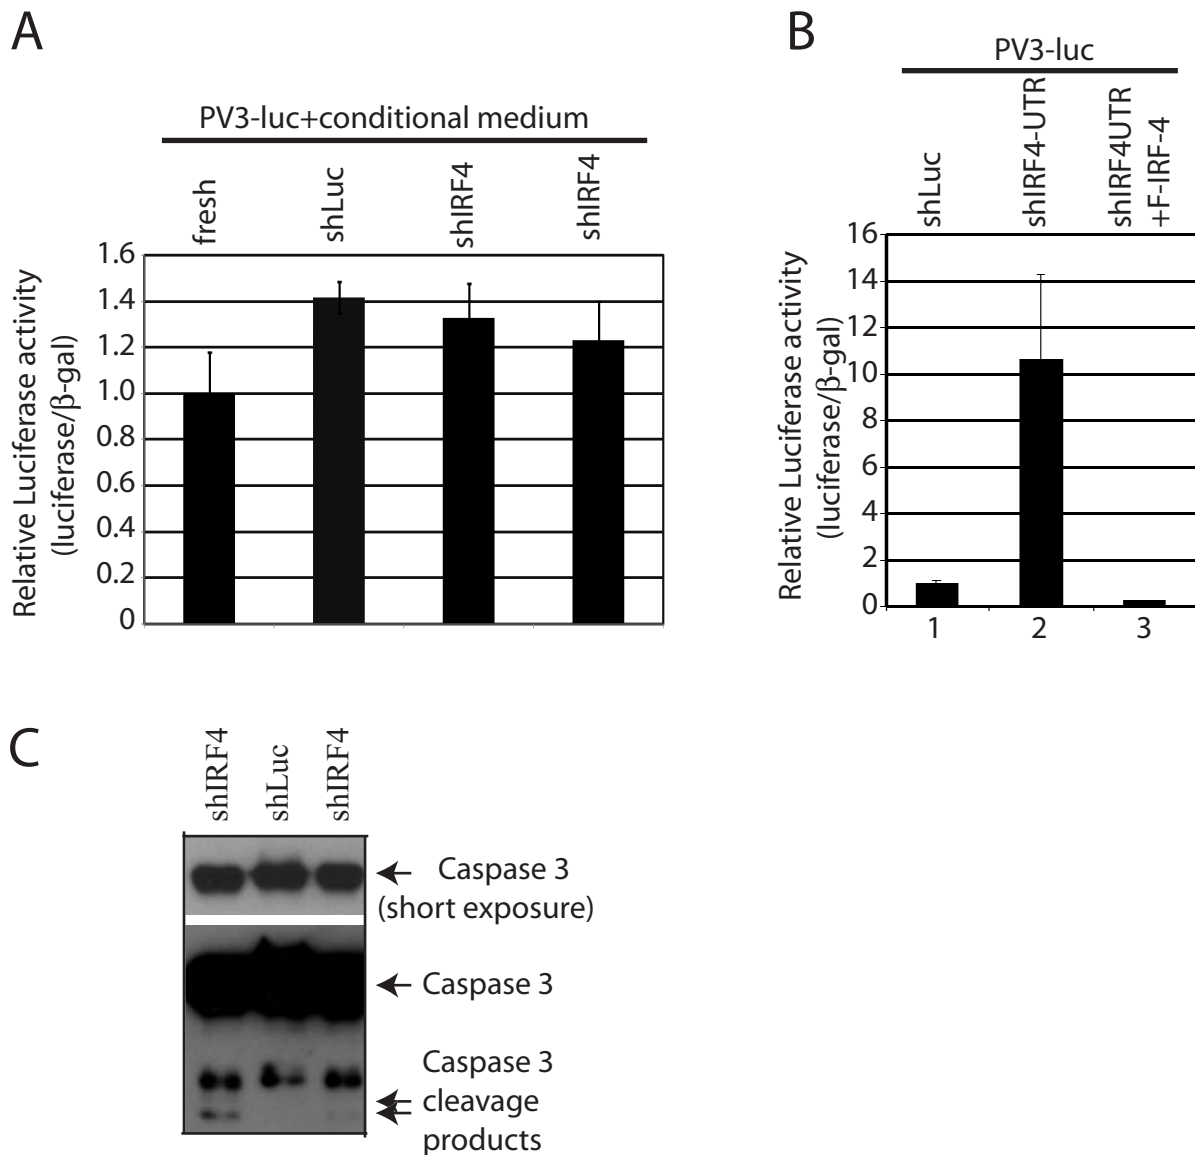 A
PV3-luc+conditional medium
fresh
shLuc
shIRF4
shIRF4
Relative Luciferase activity
(luciferase/β-gal)
1.6
1.4
1.2
1.0
0.8
0.6
0.4
0.2
0
B
PV3-luc
shLuc
shIRF4-UTR
shIRF4UTR
+F-IRF-4
Relative Luciferase activity
(luciferase/β-gal)
16
14
12
10
8
6
4
2
0
1
2
3
C
shIRF4
shLuc
shIRF4
Caspase 3
(short exposure)
Caspase 3
Caspase 3
cleavage
products